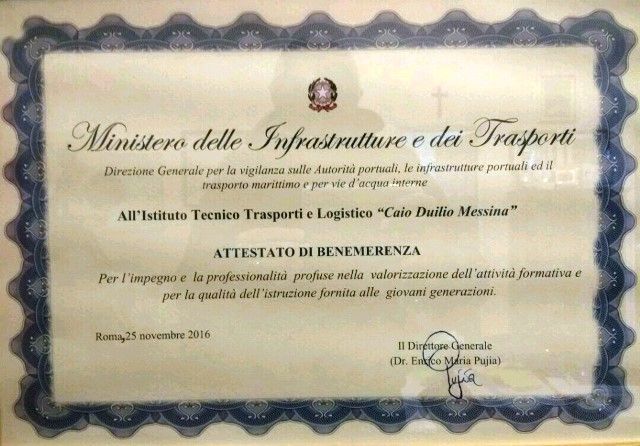 Ministero delle Infrastrutture e dei Trasporti
Direzione Generale per la vigilanza sulle Autorità portuali, le infrastrutture portuali ed il
trasporto marittimo e per vie d'acqua interne
All'Istituto Tecnico Trasporti e Logistico "Caio Duilio Messina"
ATTESTATO DI BENEMERENZA
Per l'impegno e la professionalità profuse nella valorizzazione dell'attività formativa e
per la qualità dell'istruzione fornita alle giovani generazioni.
Roma, 25 novembre 2016
Il Direttore Generale
(Dr. Enrico Maria Pujia)
Pujia